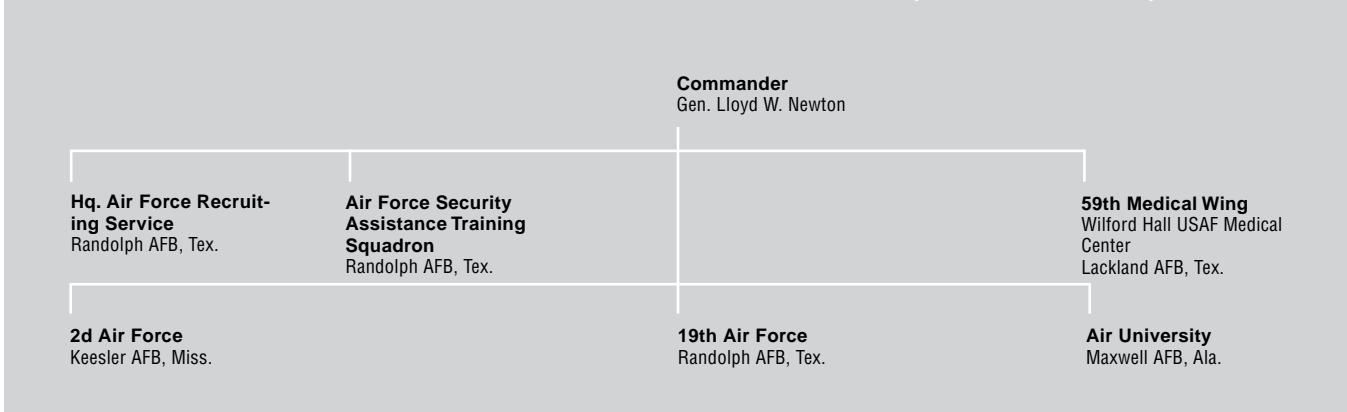 Commander
Gen. Lloyd W. Newton
Hq. Air Force Recruit-
ing Service
Randolph AFB, Tex.
Air Force Security
Assistance Training
Squadron
Randolph AFB, Tex.
59th Medical Wing
Wilford Hall USAF Medical
Center
Lackland AFB, Tex.
2d Air Force
Keesler AFB, Miss.
19th Air Force
Randolph AFB, Tex.
Air University
Maxwell AFB, Ala.